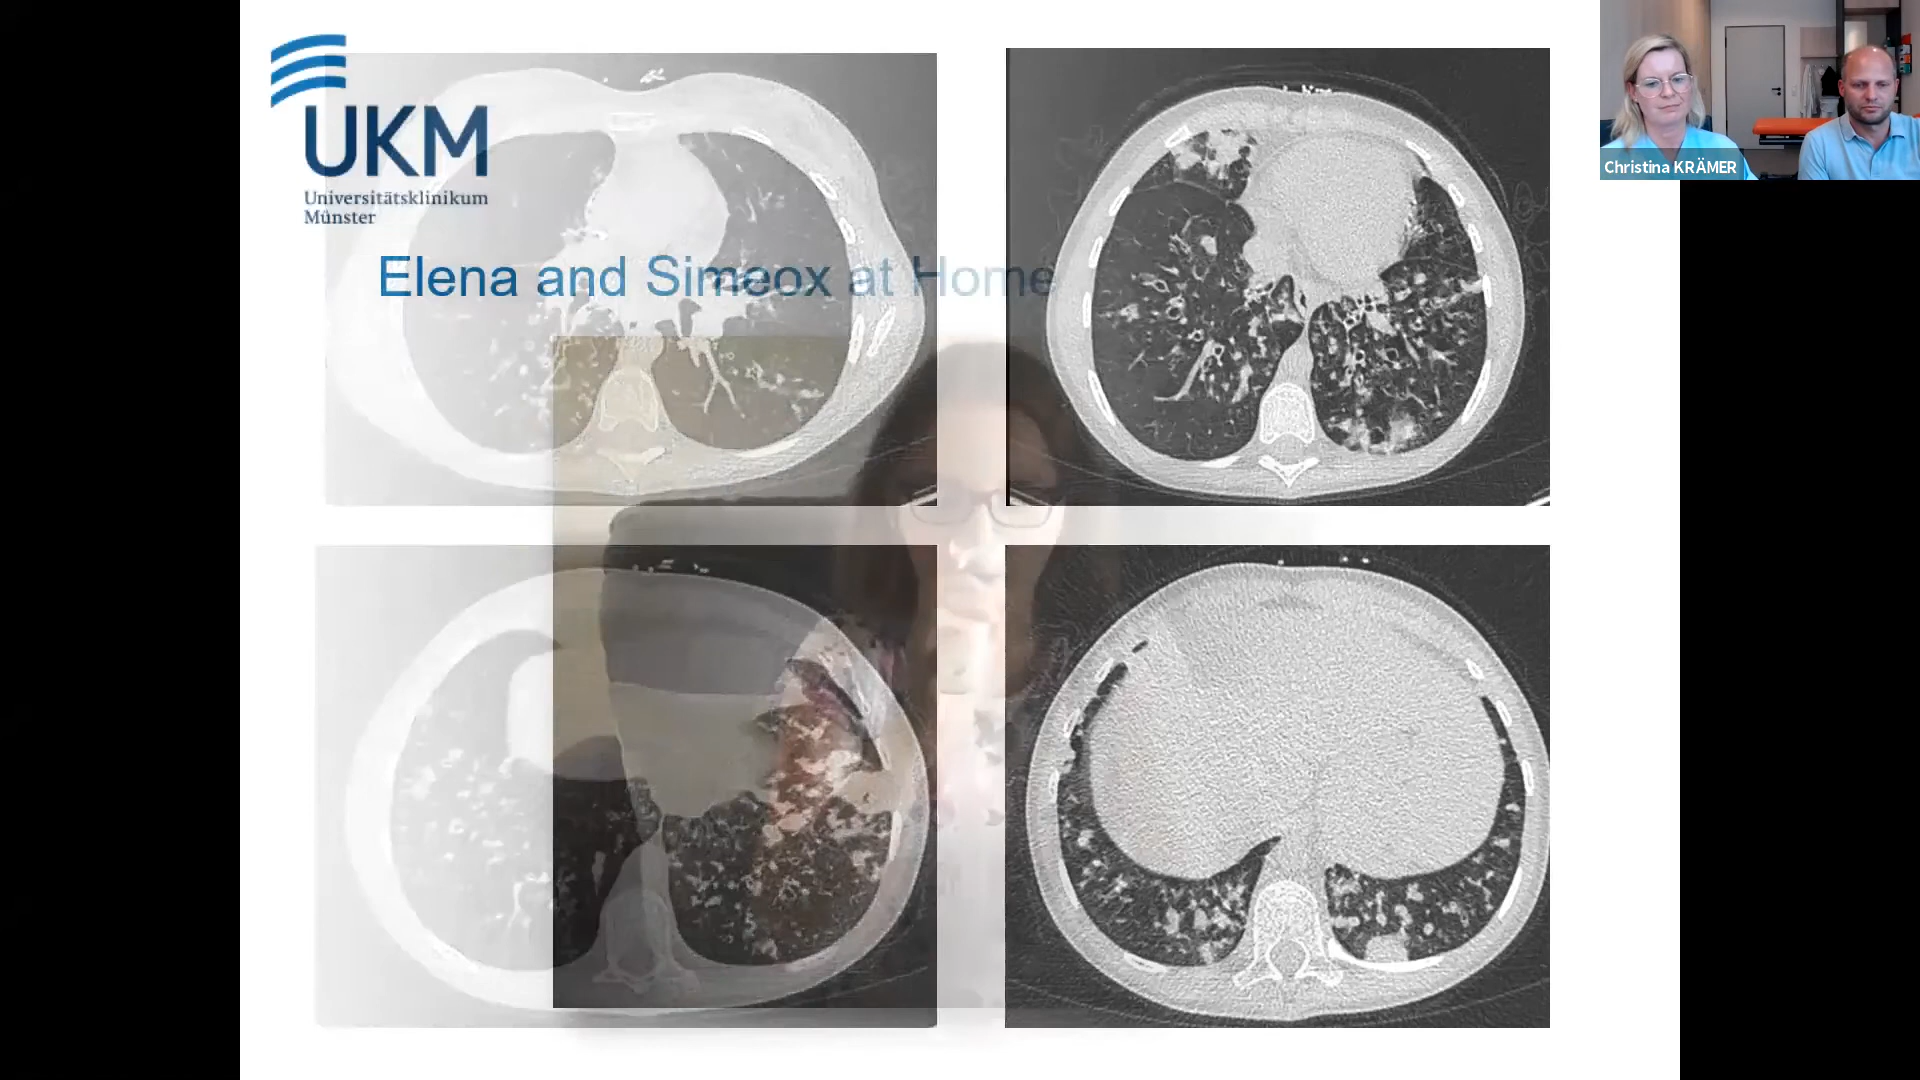 UKM
Universitätsklinikum
Münster
Elena and Simeox at Home
Christina KRÄMER